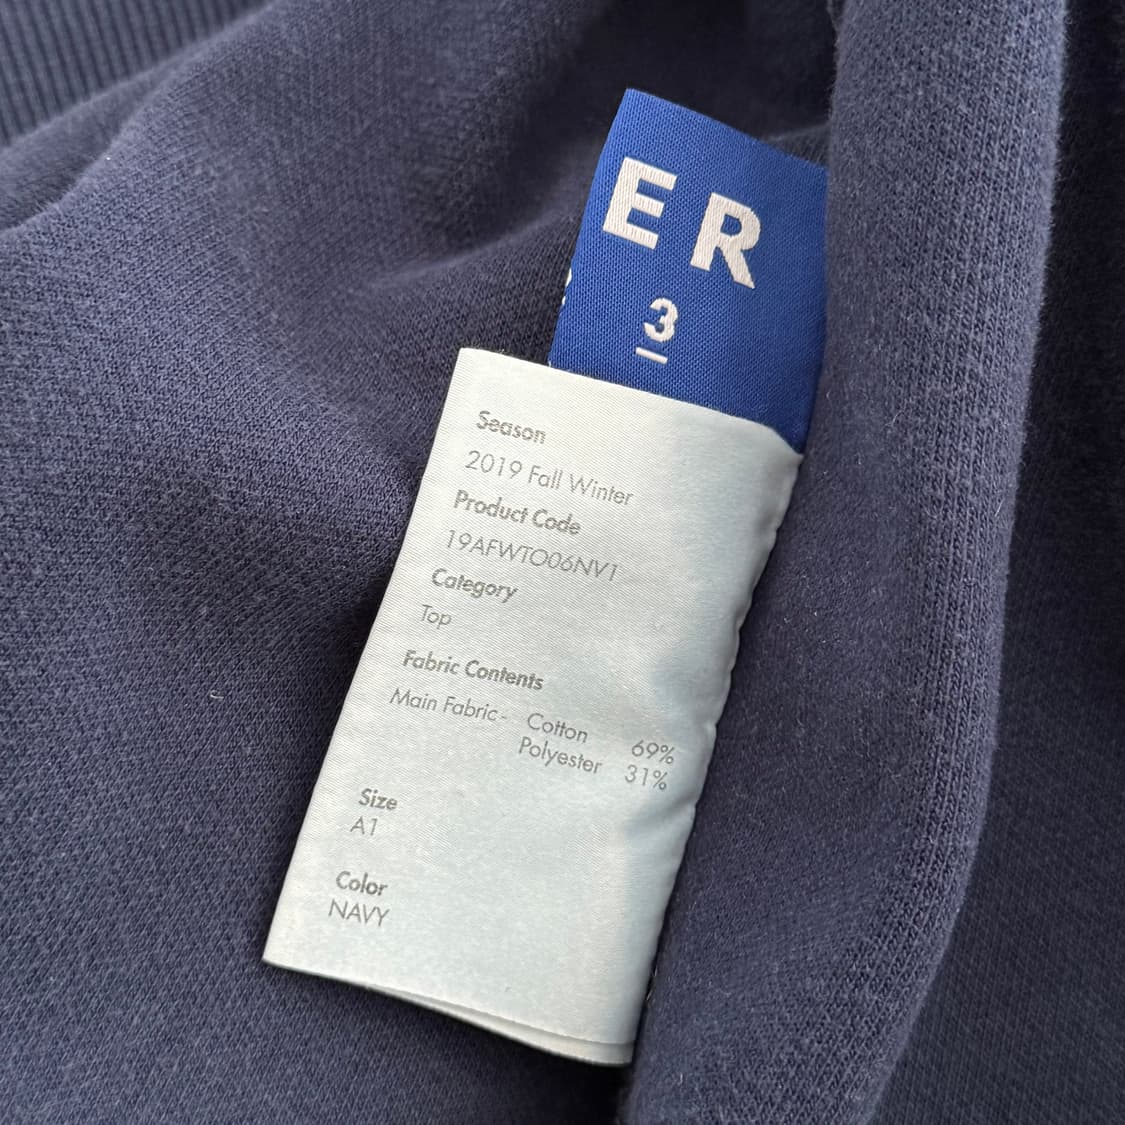 ER
3
Season
2019 Fall Winter
Product Code
19AFWTO06NV1
Category
Top
Fabric Contents
Main Fabric - Cotton 69%
Polyester 31%
Size
A1
Color
NAVY